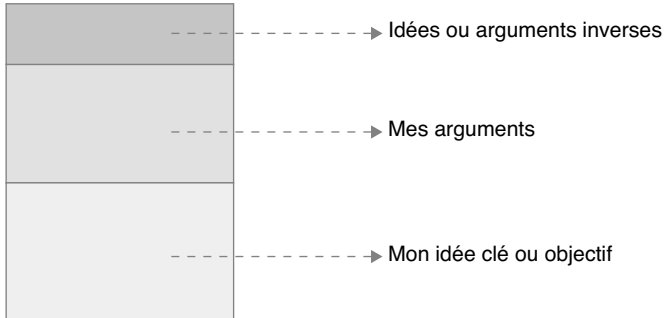 Idées ou arguments inverses
Mes arguments
Mon idée clé ou objectif